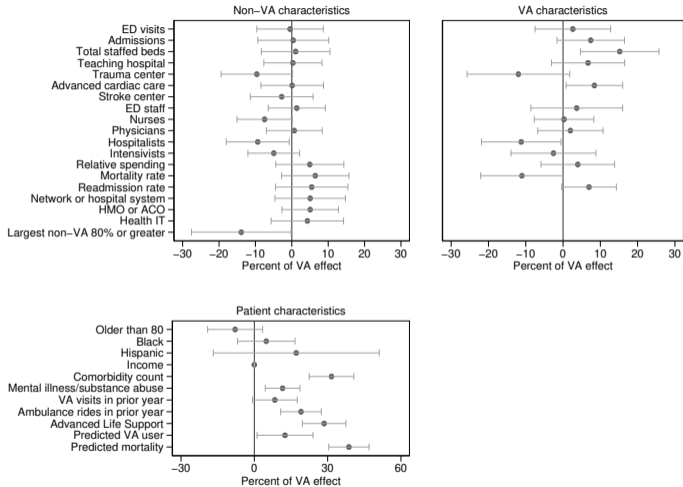 Non−VA characteristics
ED visits
Admissions
Total staffed beds
Teaching hospital
Trauma center
Advanced cardiac care
Stroke center
ED staff
Nurses
Physicians
Hospitalists
Intensivists
Relative spending
Mortality rate
Readmission rate
Network or hospital system
HMO or ACO
Health IT
Largest non−VA 80% or greater
−30 −20 −10 0 10 20 30
Percent of VA effect
VA characteristics
−30 −20 −10 0 10 20 30
Percent of VA effect
Patient characteristics
Older than 80
Black
Hispanic
Income
Comorbidity count
Mental illness/substance abuse
VA visits in prior year
Ambulance rides in prior year
Advanced Life Support
Predicted VA user
Predicted mortality
−30 0 30 60
Percent of VA effect